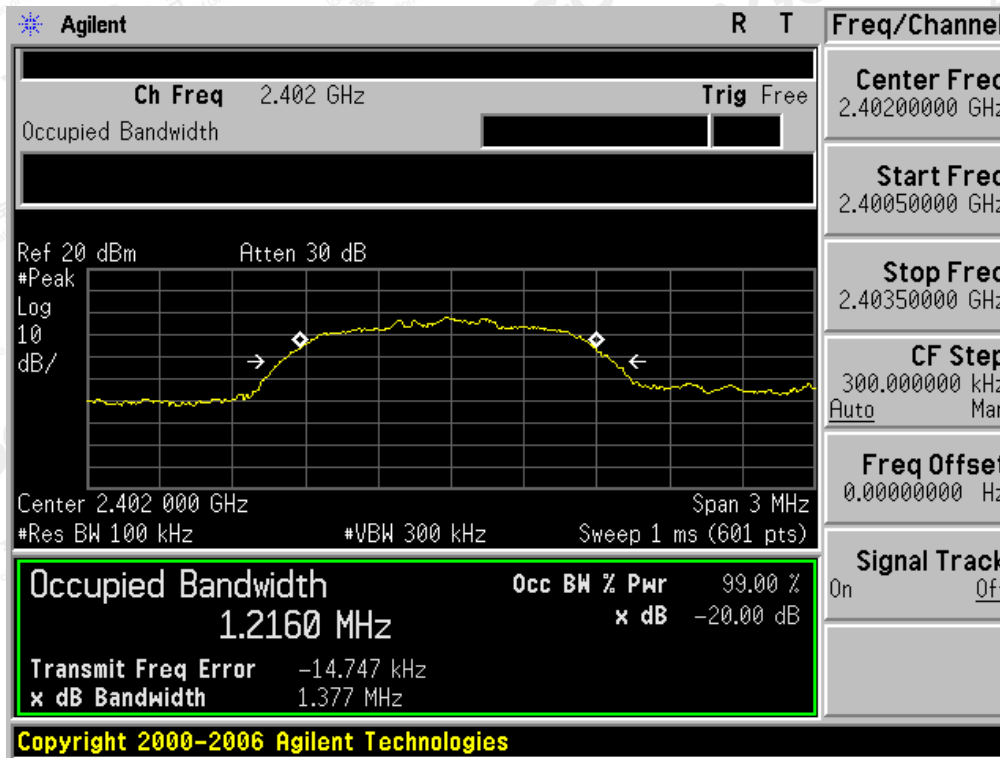 Agilent
R T
Freq/Channel
Ch Freq 2.402 GHz
Trig Free
Occupied Bandwidth
Center Freq
2.40200000 GHz
Start Freq
2.40050000 GHz
Stop Freq
2.40350000 GHz
CF Step
300.000000 kHz
Auto Man
Freq Offset
0.00000000 Hz
Signal Track
On Off
Ref 20 dBm
Atten 30 dB
#Peak
Log
10
dB/
Center 2.402 000 GHz
Span 3 MHz
#Res BW 100 kHz
#VBW 300 kHz
Sweep 1 ms (601 pts)
Occupied Bandwidth
1.2160 MHz
Occ BW % Pwr 99.00 %
x dB -20.00 dB
Transmit Freq Error -14.747 kHz
x dB Bandwidth 1.377 MHz
Copyright 2000-2006 Agilent Technologies